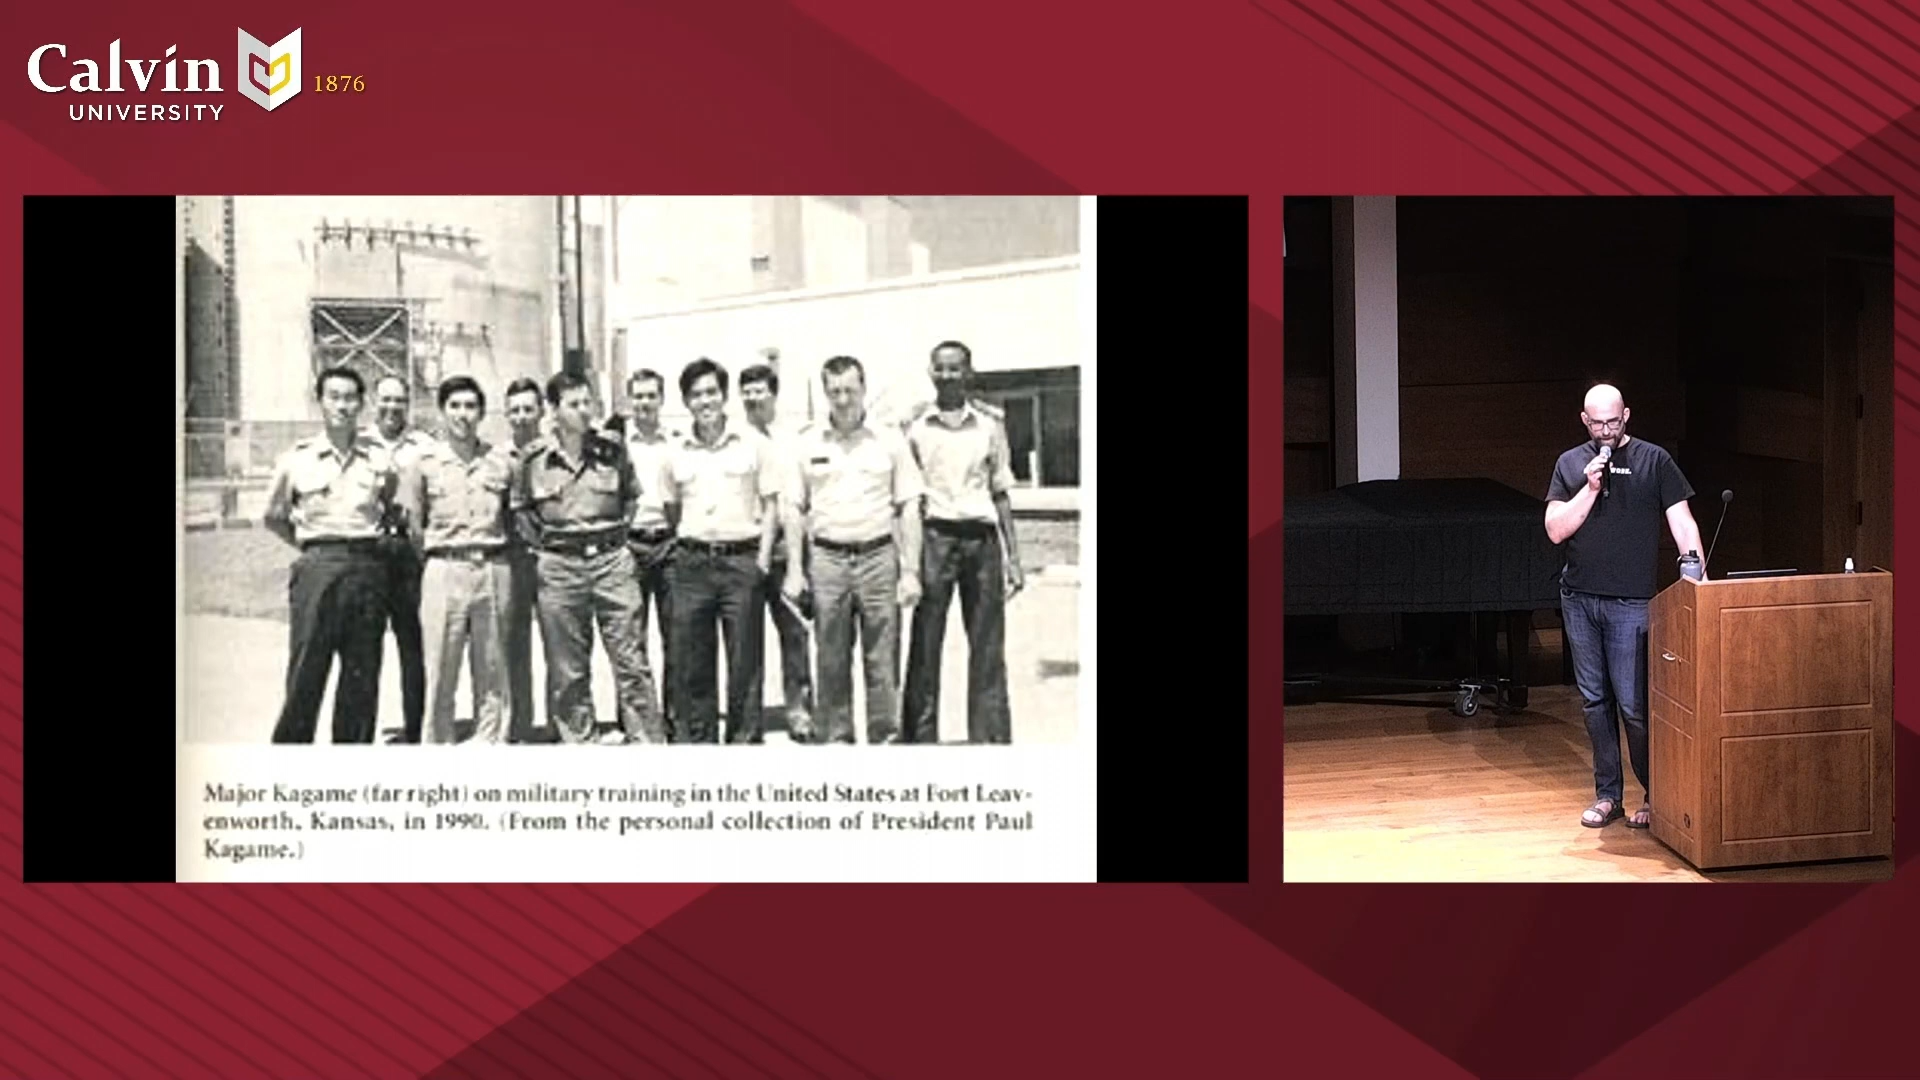 Calvin
UNIVERSITY
1876
Major Kagame (far right) on military training in the United States at Fort Leav-
enworth, Kansas, in 1990. (From the personal collection of President Paul
Kagame.)